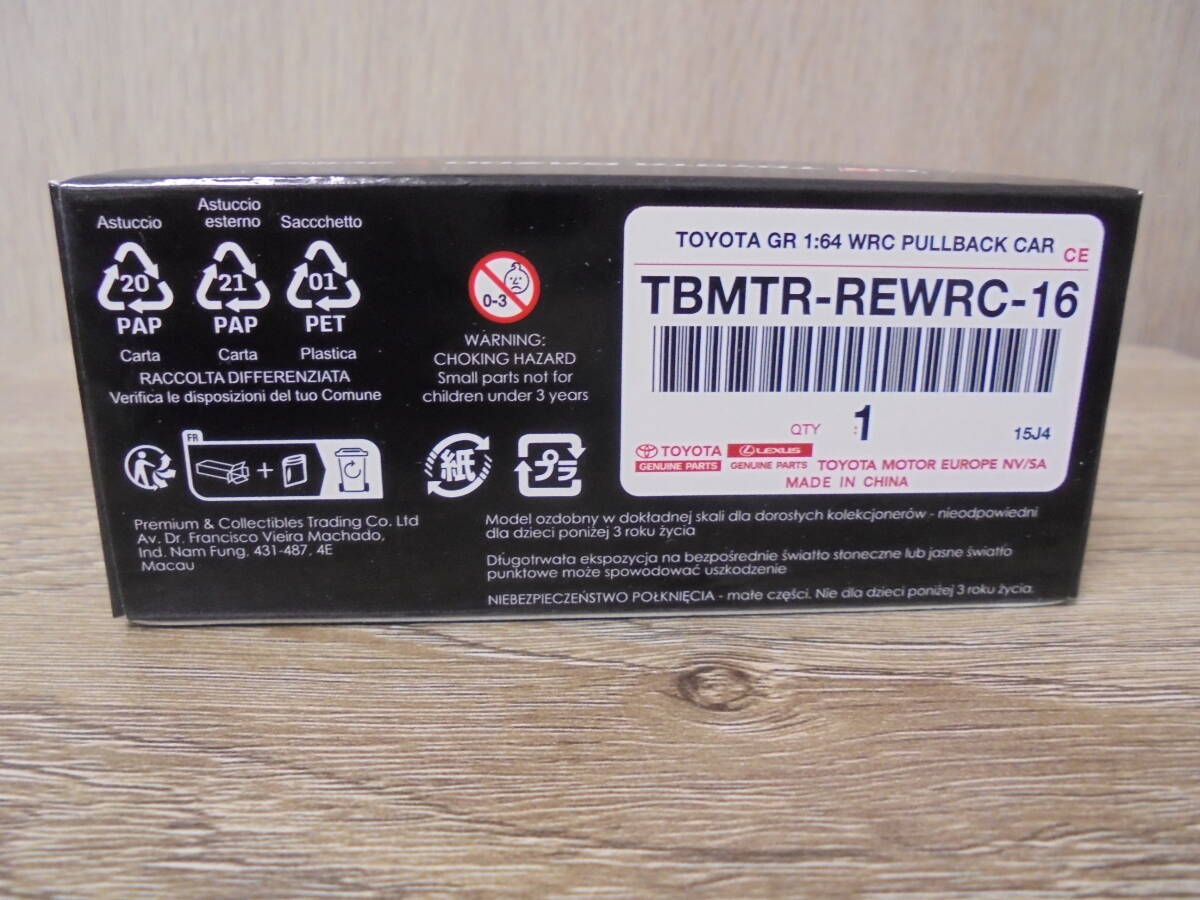 Astuccio
Astuccio
esterno
Saccchetto
20
21
01
PAP
PAP
PET
Carta
Carta
Plastica
RACCOLTA DIFFERENZIATA
Verifica le disposizioni del tuo Comune
FR
+
0-3
WARNING:
CHOKING HAZARD
Small parts not for
children under 3 years
紙
プラ
TOYOTA GR 1:64 WRC PULLBACK CAR
CE
TBMTR-REWRC-16
QTY : 1
15J4
TOYOTA LEXUS
GENUINE PARTS GENUINE PARTS TOYOTA MOTOR EUROPE NV/SA
MADE IN CHINA
Premium & Collectibles Trading Co. Ltd
Av. Dr. Francisco Vieira Machado,
Ind. Nam Fung, 431-487, 4E
Macau
Model ozdobny w dokładnej skali dla dorosłych kolekcjonerów - nieodpowiedni
dla dzieci poniżej 3 roku życia
Długotrwała ekspozycja na bezpośrednie światło słoneczne lub jasne światło
punktowe może spowodować uszkodzenie
NIEBEZPIECZEŃSTWO POŁKNIĘCIA - małe części. Nie dla dzieci poniżej 3 roku życia.